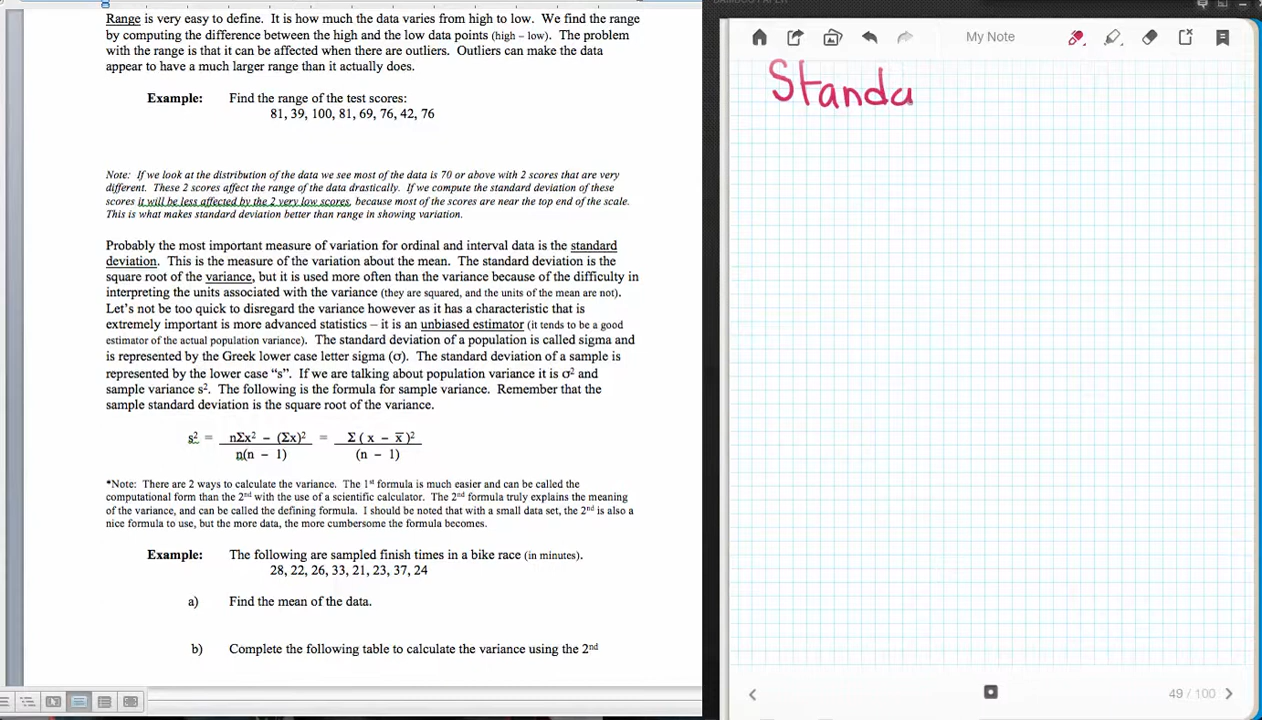 Range is very easy to define. It is how much the data varies from high to low. We find the range
by computing the difference between the high and the low data points (high – low). The problem
with the range is that it can be affected when there are outliers. Outliers can make the data
appear to have a much larger range than it actually does.
Example: Find the range of the test scores:
81, 39, 100, 81, 69, 76, 42, 76
Note: If we look at the distribution of the data we see most of the data is 70 or above with 2 scores that are very
different. These 2 scores affect the range of the data drastically. If we compute the standard deviation of these
scores it will be less affected by the 2 very low scores, because most of the scores are near the top end of the scale.
This is what makes standard deviation better than range in showing variation.
Probably the most important measure of variation for ordinal and interval data is the standard
deviation. This is the measure of the variation about the mean. The standard deviation is the
square root of the variance, but it is used more often than the variance because of the difficulty in
interpreting the units associated with the variance (they are squared, and the units of the mean are not).
Let's not be too quick to disregard the variance however as it has a characteristic that is
extremely important is more advanced statistics – it is an unbiased estimator (it tends to be a good
estimator of the actual population variance). The standard deviation of a population is called sigma and
is represented by the Greek lower case letter sigma (σ). The standard deviation of a sample is
represented by the lower case “s”. If we are talking about population variance it is σ² and
sample variance s². The following is the formula for sample variance. Remember that the
sample standard deviation is the square root of the variance.
s² = nΣx² – (Σx)² = Σ ( x – x̅ )²
n(n – 1) (n – 1)
*Note: There are 2 ways to calculate the variance. The 1st formula is much easier and can be called the
computational form than the 2nd with the use of a scientific calculator. The 2nd formula truly explains the meaning
of the variance, and can be called the defining formula. I should be noted that with a small data set, the 2nd is also a
nice formula to use, but the more data, the more cumbersome the formula becomes.
Example: The following are sampled finish times in a bike race (in minutes).
28, 22, 26, 33, 21, 23, 37, 24
a) Find the mean of the data.
b) Complete the following table to calculate the variance using the 2nd
My Note
Standa
49 / 100